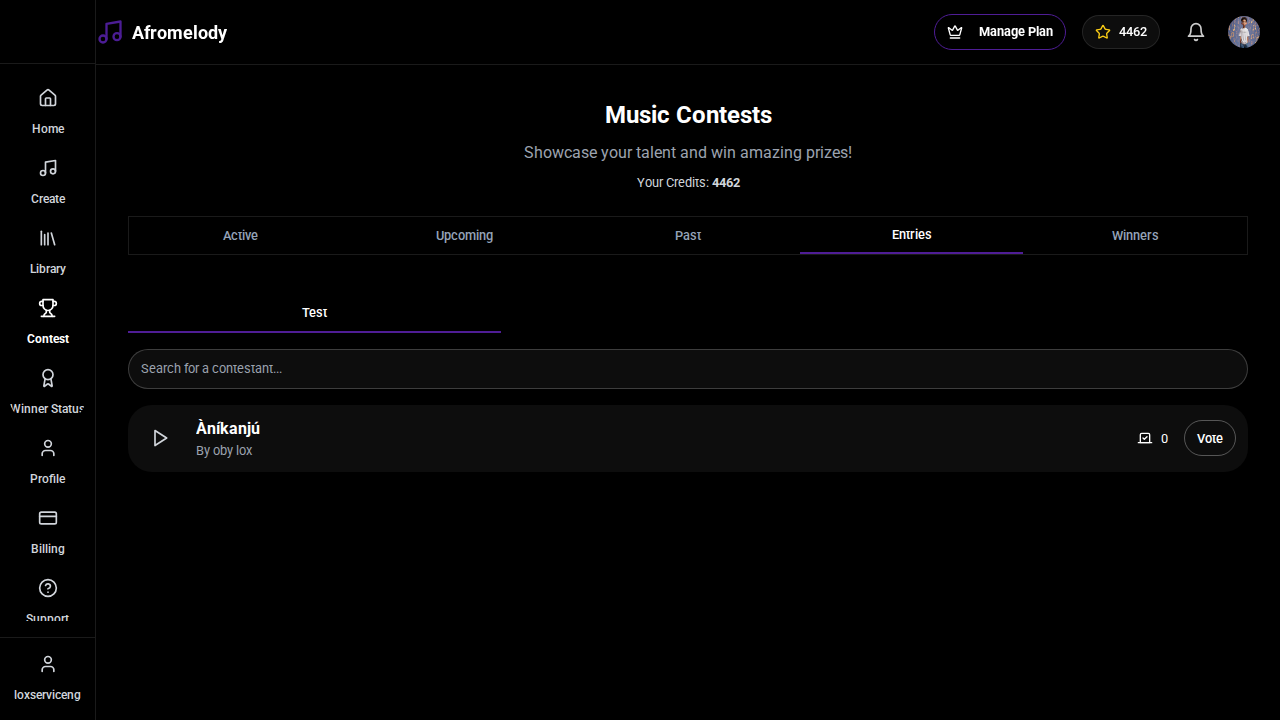 Afromelody
Manage Plan
4462
Home
Create
Library
Contest
Winner Status
Profile
Billing
Support
loxserviceng
Music Contests
Showcase your talent and win amazing prizes!
Your Credits: 4462
Active
Upcoming
Past
Entries
Winners
Test
Search for a contestant...
Àníkanjú
By oby lox
0
Vote